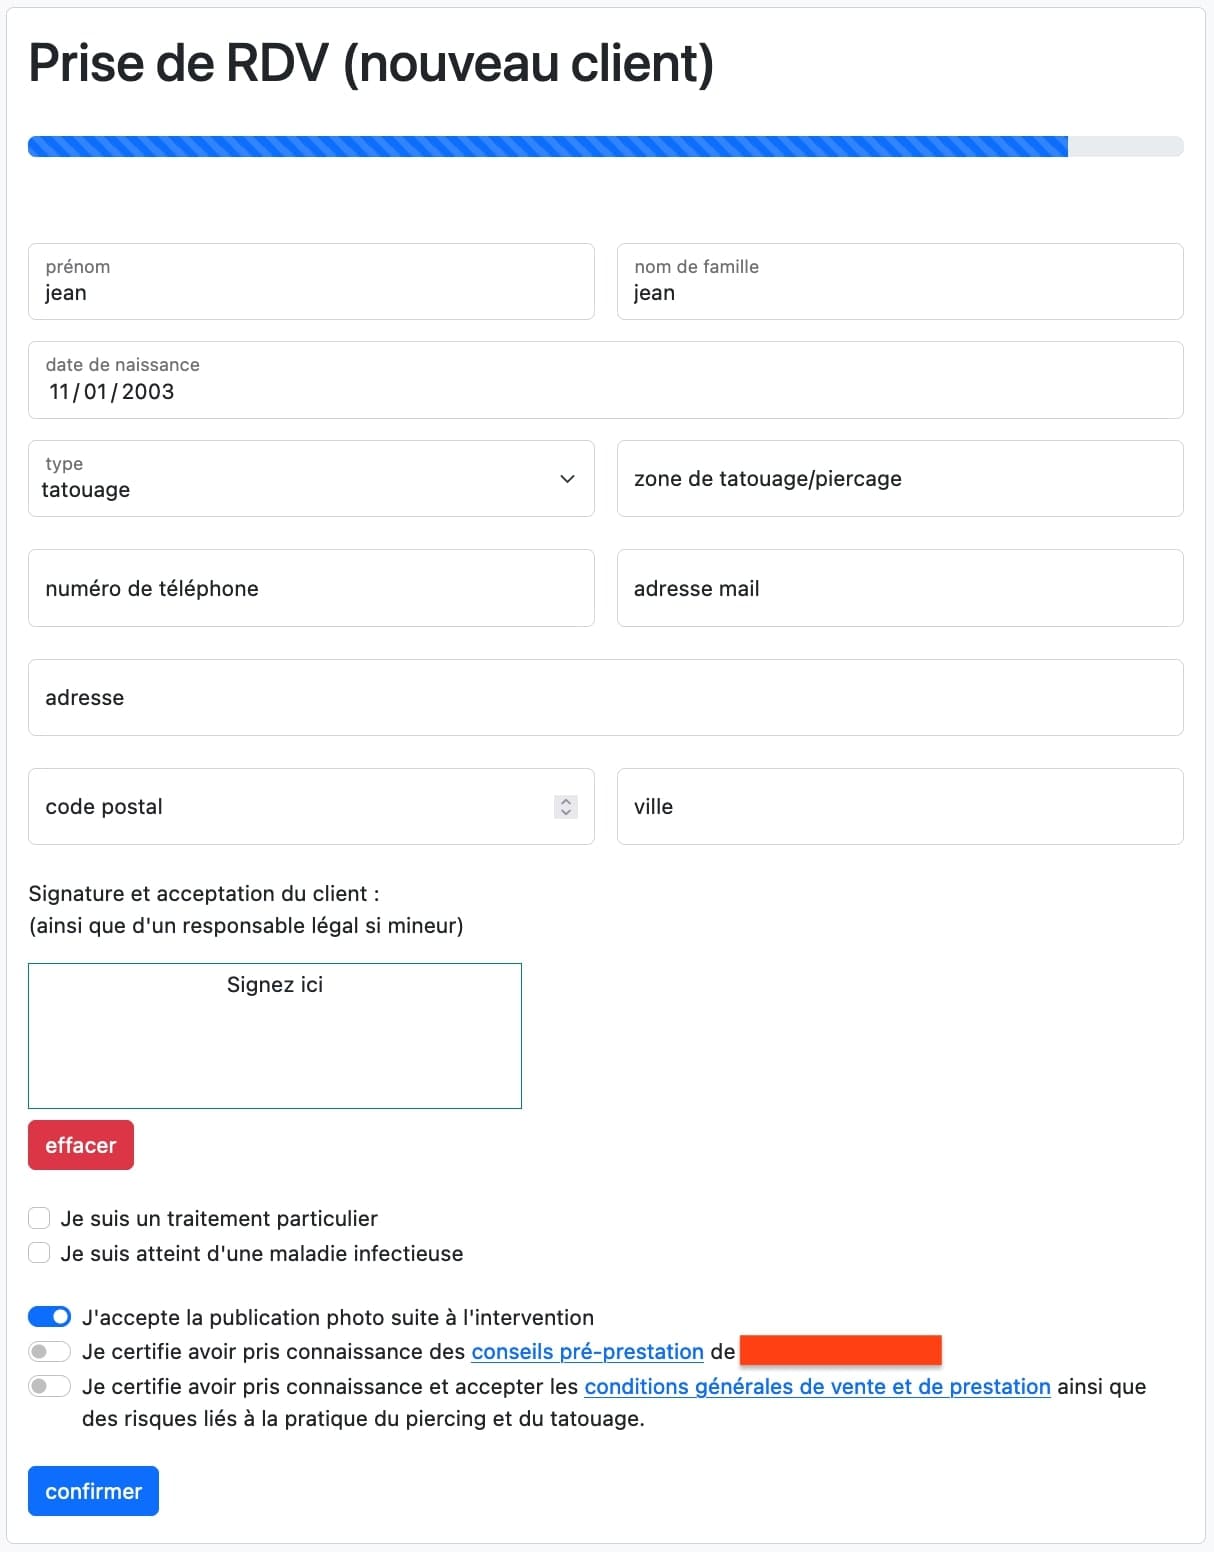 Prise de RDV (nouveau client)
prénom
jean
nom de famille
jean
date de naissance
11/01/2003
type
tatouage
zone de tatouage/piercage
numéro de téléphone
adresse mail
adresse
code postal
ville
Signature et acceptation du client :
(ainsi que d'un responsable légal si mineur)
Signez ici
effacer
Je suis un traitement particulier
Je suis atteint d'une maladie infectieuse
J'accepte la publication photo suite à l'intervention
Je certifie avoir pris connaissance des conseils pré-prestation de
Je certifie avoir pris connaissance et accepter les conditions générales de vente et de prestation ainsi que
des risques liés à la pratique du piercing et du tatouage.
confirmer